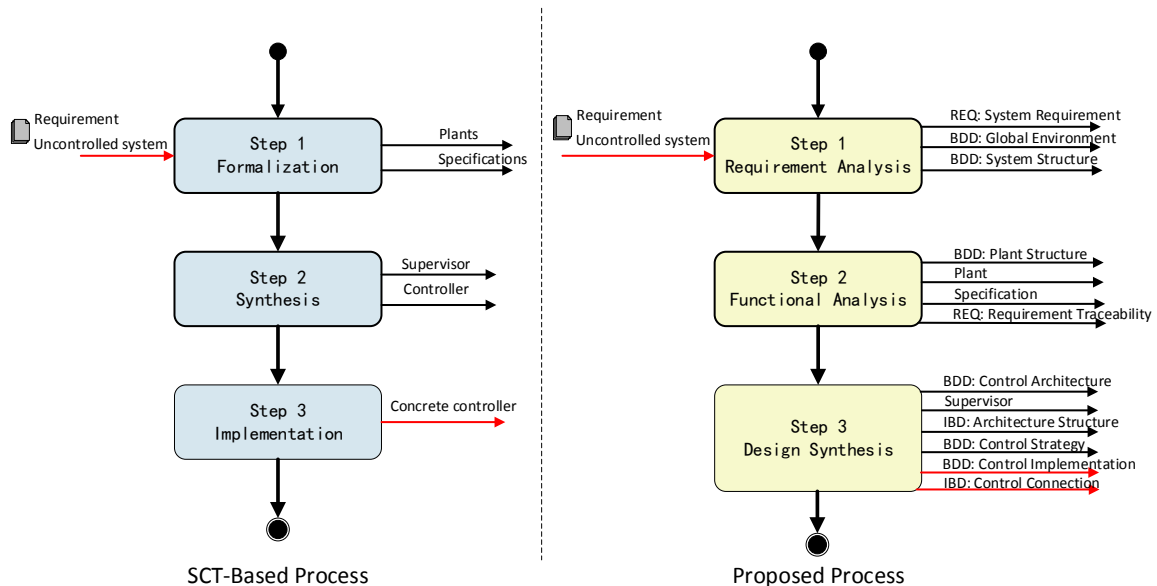 Requirement
Uncontrolled system
Step 1
Formalization
Plants
Specifications
Step 2
Synthesis
Supervisor
Controller
Step 3
Implementation
Concrete controller
SCT-Based Process
Requirement
Uncontrolled system
Step 1
Requirement Analysis
REQ: System Requirement
BDD: Global Environment
BDD: System Structure
Step 2
Functional Analysis
BDD: Plant Structure
Plant
Specification
REQ: Requirement Traceability
Step 3
Design Synthesis
BDD: Control Architecture
Supervisor
IBD: Architecture Structure
BDD: Control Strategy
BDD: Control Implementation
IBD: Control Connection
Proposed Process